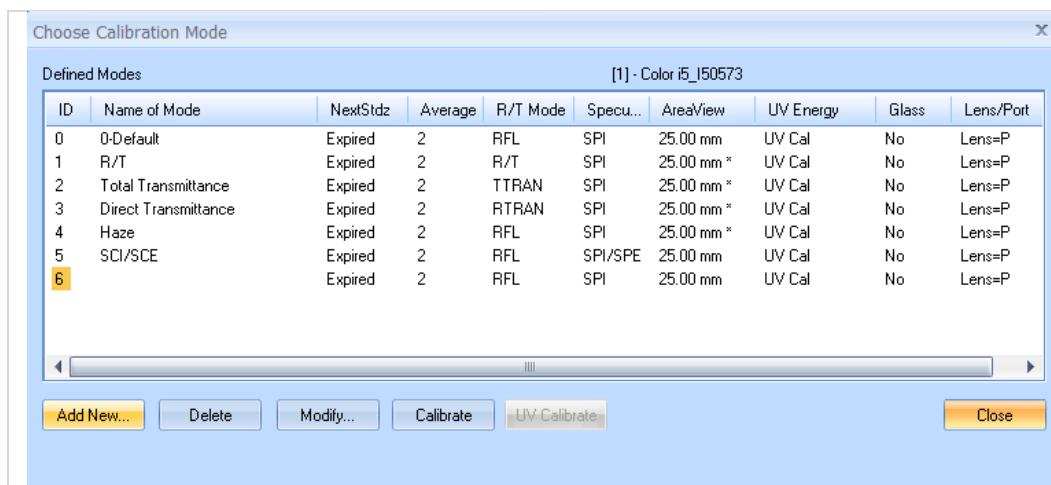 Choose Calibration Mode x
Defined Modes [1] - Color i5_I50573
ID Name of Mode NextStdz Average R/T Mode Specu... AreaView UV Energy Glass Lens/Port
0 0-Default Expired 2 RFL SPI 25.00 mm UV Cal No Lens=P
1 R/T Expired 2 R/T SPI 25.00 mm * UV Cal No Lens=P
2 Total Transmittance Expired 2 TTRAN SPI 25.00 mm * UV Cal No Lens=P
3 Direct Transmittance Expired 2 RTRAN SPI 25.00 mm * UV Cal No Lens=P
4 Haze Expired 2 RFL SPI 25.00 mm * UV Cal No Lens=P
5 SCI/SCE Expired 2 RFL SPI/SPE 25.00 mm UV Cal No Lens=P
6 Expired 2 RFL SPI 25.00 mm UV Cal No Lens=P
Add New... Delete Modify... Calibrate UV Calibrate Close